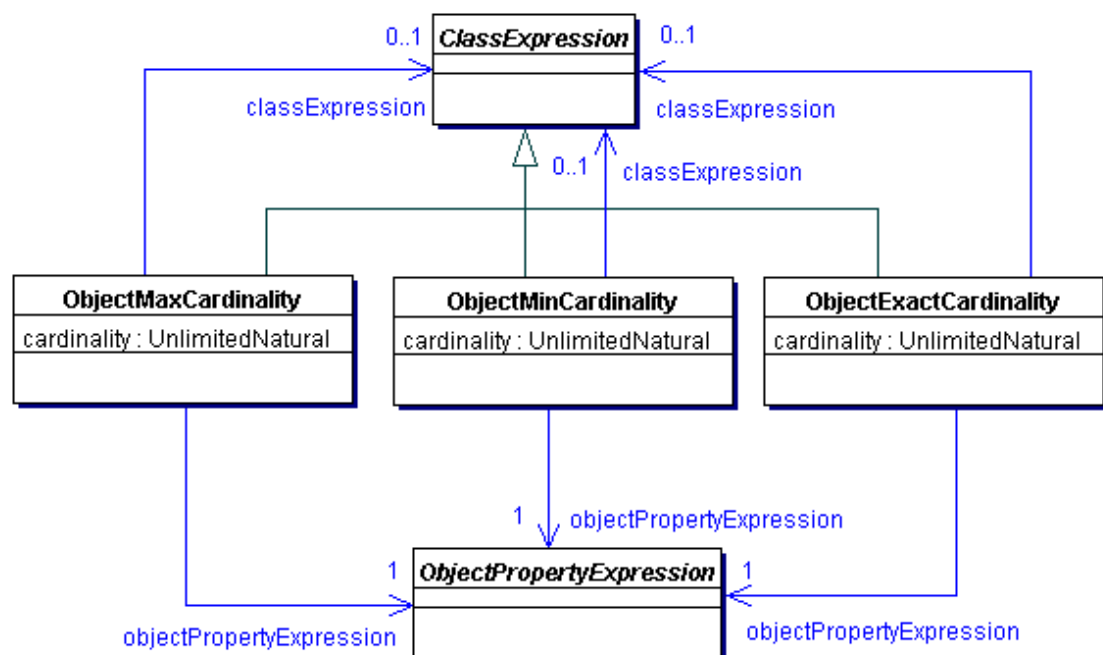 0..1
ClassExpression
0..1
classExpression
classExpression
0..1
classExpression
ObjectMaxCardinality
cardinality : UnlimitedNatural
ObjectMinCardinality
cardinality : UnlimitedNatural
ObjectExactCardinality
cardinality : UnlimitedNatural
1
objectPropertyExpression
1
ObjectPropertyExpression
1
objectPropertyExpression
objectPropertyExpression